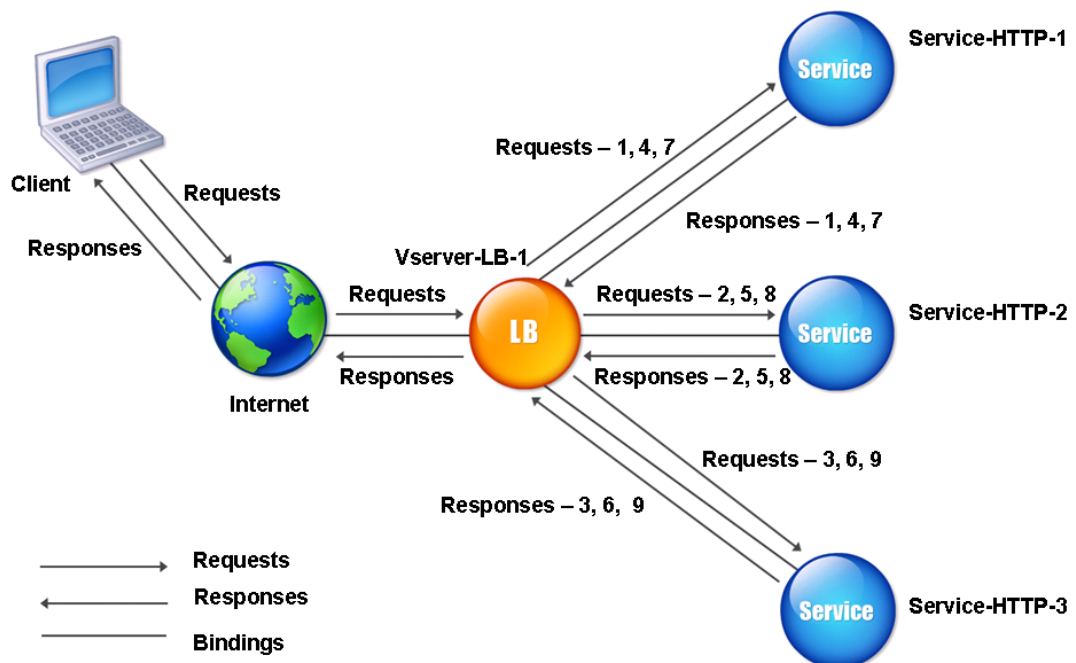 Service-HTTP-1
Service
Requests – 1, 4, 7
Client
Requests
Responses – 1, 4, 7
Responses
Vserver-LB-1
Requests
Requests – 2, 5, 8
Service-HTTP-2
LB
Service
Responses
Responses – 2, 5, 8
Internet
Requests – 3, 6, 9
Responses – 3, 6,  9
Requests
Responses
Service
Service-HTTP-3
Bindings